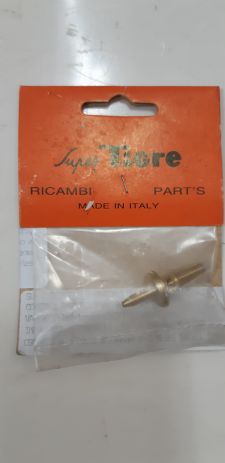 Super Tigre
RICAMBI PART'S
MADE IN ITALY